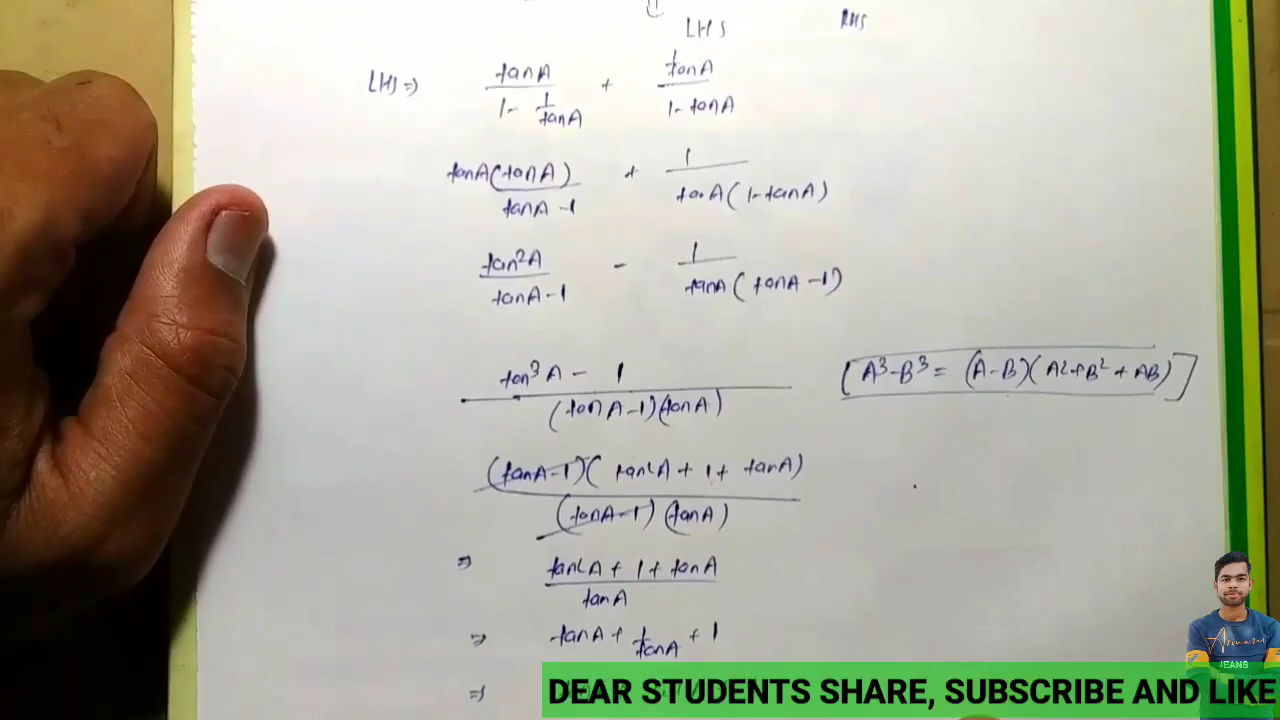 LHS RHS
LHS => tanA / (1 - 1/tanA) + 1/tanA / (1 - tanA)
tanA(tanA) / (tanA - 1) + 1 / (tanA(1 - tanA))
tan²A / (tanA - 1) - 1 / (tanA(tanA - 1))
(tan³A - 1) / ((tanA - 1)(tanA)) [A³-B³ = (A-B)(A²+B²+AB)]
(tanA-1)(tan²A + 1 + tanA) / ((tanA-1)(tanA))
=> (tan²A + 1 + tanA) / tanA
=> tanA + 1/tanA + 1
=>
DEAR STUDENTS SHARE, SUBSCRIBE AND LIKE
JEANS